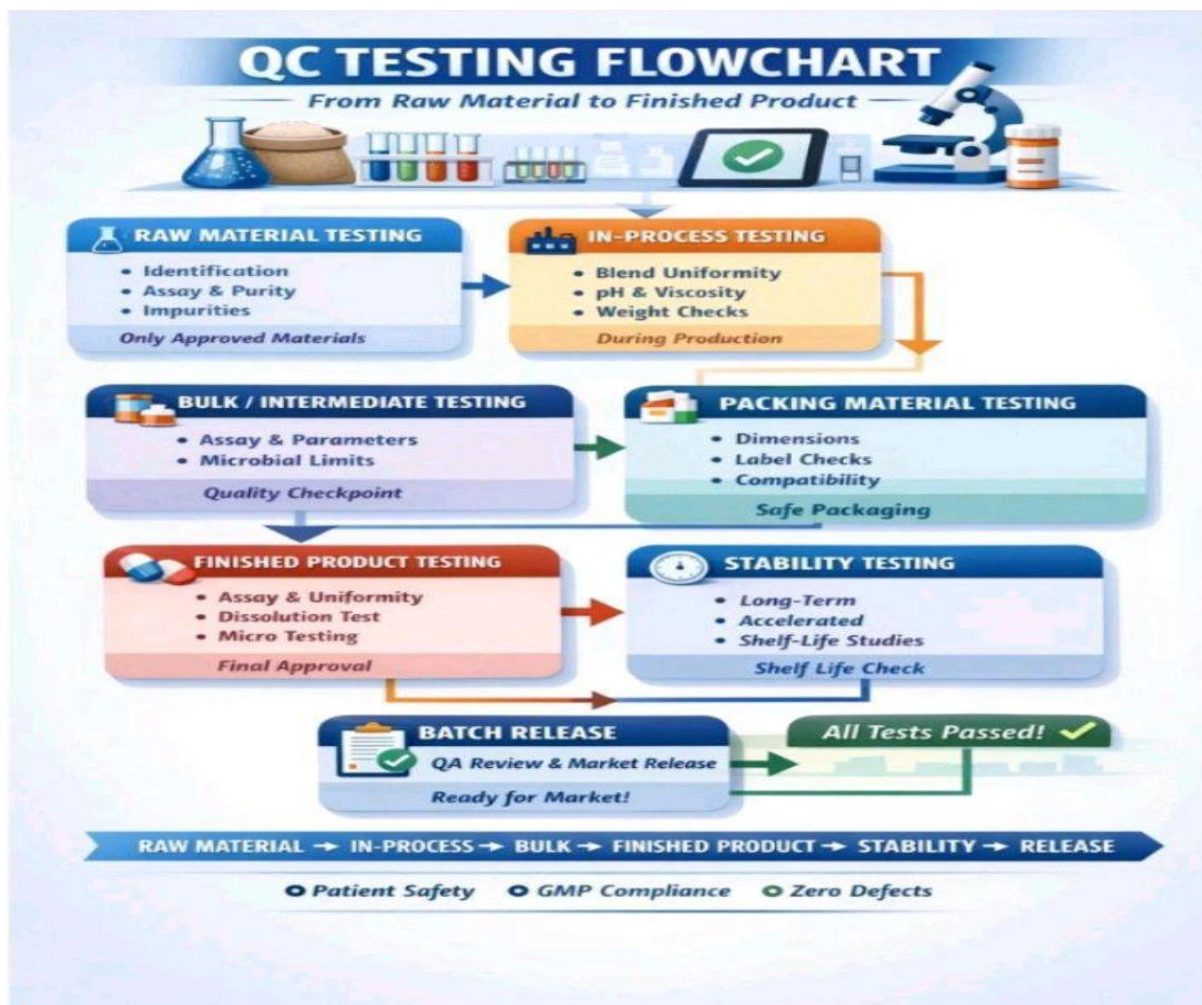 QC TESTING FLOWCHART
From Raw Material to Finished Product
RAW MATERIAL TESTING
• Identification
• Assay & Purity
• Impurities
Only Approved Materials
IN-PROCESS TESTING
• Blend Uniformity
• pH & Viscosity
• Weight Checks
During Production
BULK / INTERMEDIATE TESTING
• Assay & Parameters
• Microbial Limits
Quality Checkpoint
PACKING MATERIAL TESTING
• Dimensions
• Label Checks
• Compatibility
Safe Packaging
FINISHED PRODUCT TESTING
• Assay & Uniformity
• Dissolution Test
• Micro Testing
Final Approval
STABILITY TESTING
• Long-Term
• Accelerated
• Shelf-Life Studies
Shelf Life Check
BATCH RELEASE
QA Review & Market Release
Ready for Market!
All Tests Passed!
RAW MATERIAL → IN-PROCESS → BULK → FINISHED PRODUCT → STABILITY → RELEASE
Patient Safety GMP Compliance Zero Defects